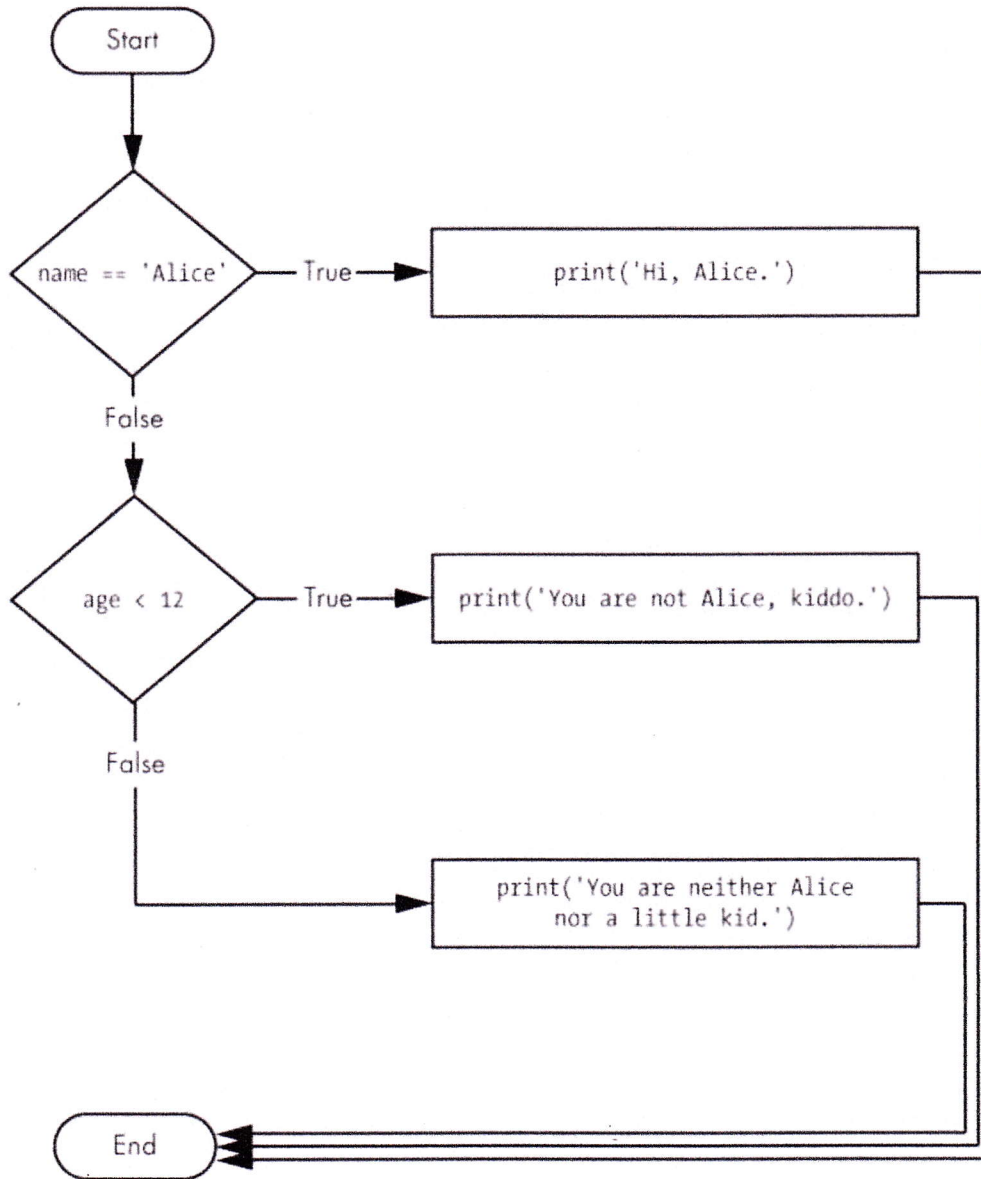 Start
name == 'Alice'
True
print('Hi, Alice.')
False
age < 12
True
print('You are not Alice, kiddo.')
False
print('You are neither Alice
nor a little kid.')
End